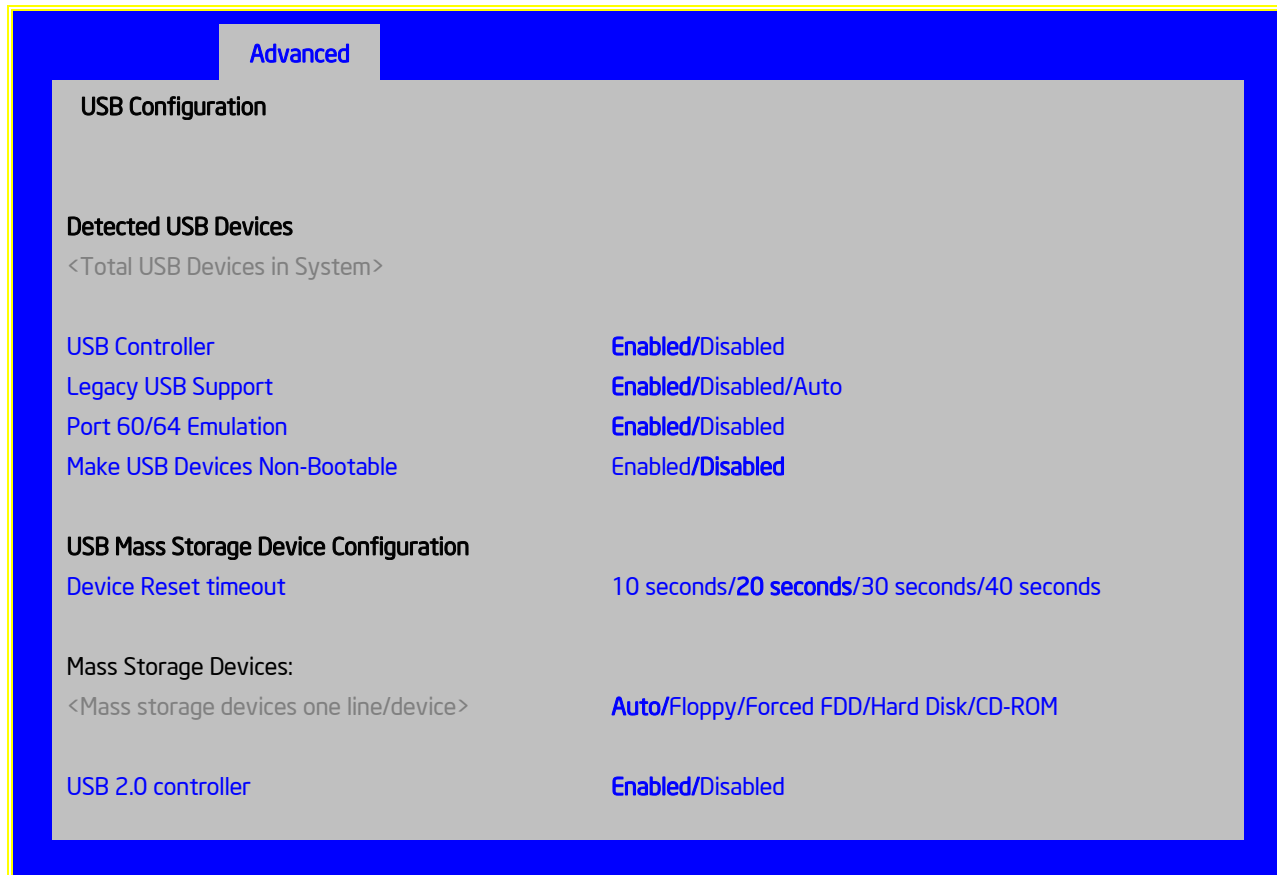 Advanced
USB Configuration
Detected USB Devices
<Total USB Devices in System>
USB Controller Enabled/Disabled
Legacy USB Support Enabled/Disabled/Auto
Port 60/64 Emulation Enabled/Disabled
Make USB Devices Non-Bootable Enabled/Disabled
USB Mass Storage Device Configuration
Device Reset timeout 10 seconds/20 seconds/30 seconds/40 seconds
Mass Storage Devices:
<Mass storage devices one line/device> Auto/Floppy/Forced FDD/Hard Disk/CD-ROM
USB 2.0 controller Enabled/Disabled